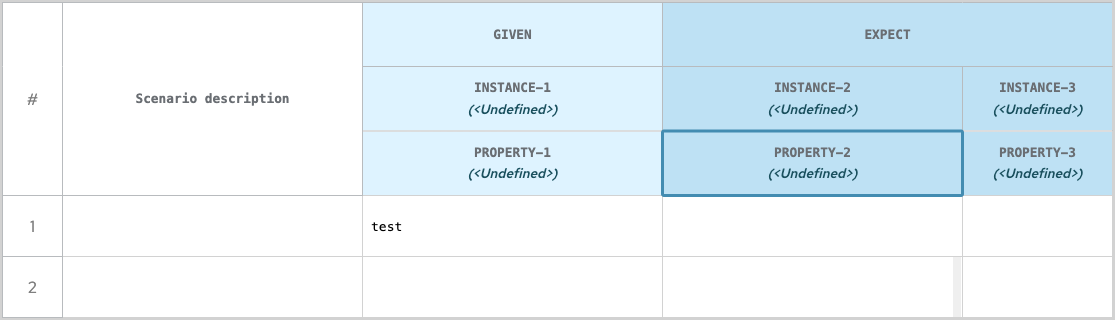 GIVEN
EXPECT
#
Scenario description
INSTANCE-1
(<Undefined>)
INSTANCE-2
(<Undefined>)
INSTANCE-3
(<Undefined>)
PROPERTY-1
(<Undefined>)
PROPERTY-2
(<Undefined>)
PROPERTY-3
(<Undefined>)
1
test
2